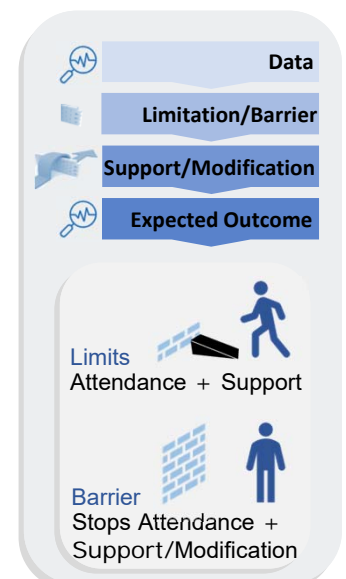 Data
Limitation/Barrier
Support/Modification
Expected Outcome
Limits
Attendance + Support
Barrier
Stops Attendance +
Support/Modification